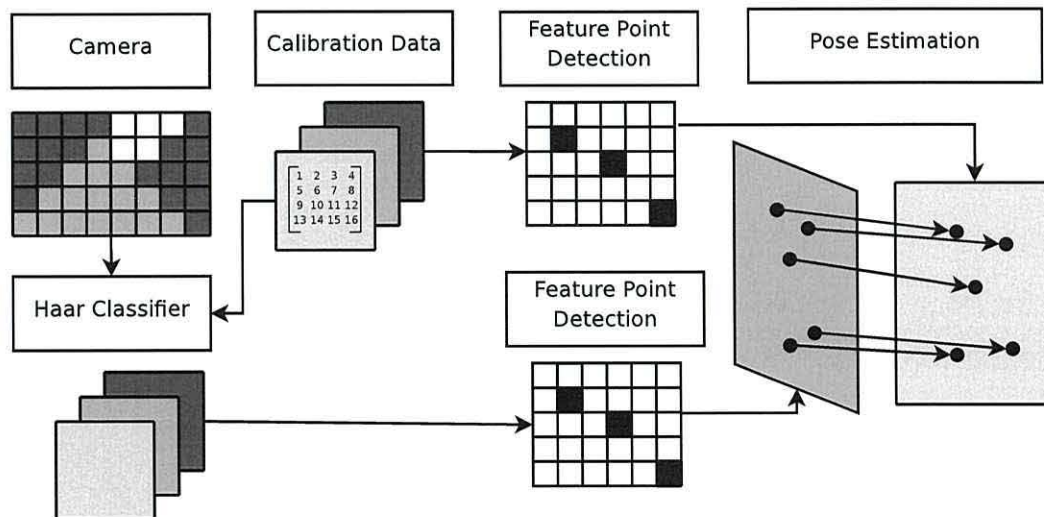 Camera
Calibration Data
Feature Point
Detection
Pose Estimation
1 2 3 4
5 6 7 8
9 10 11 12
13 14 15 16
Haar Classifier
Feature Point
Detection